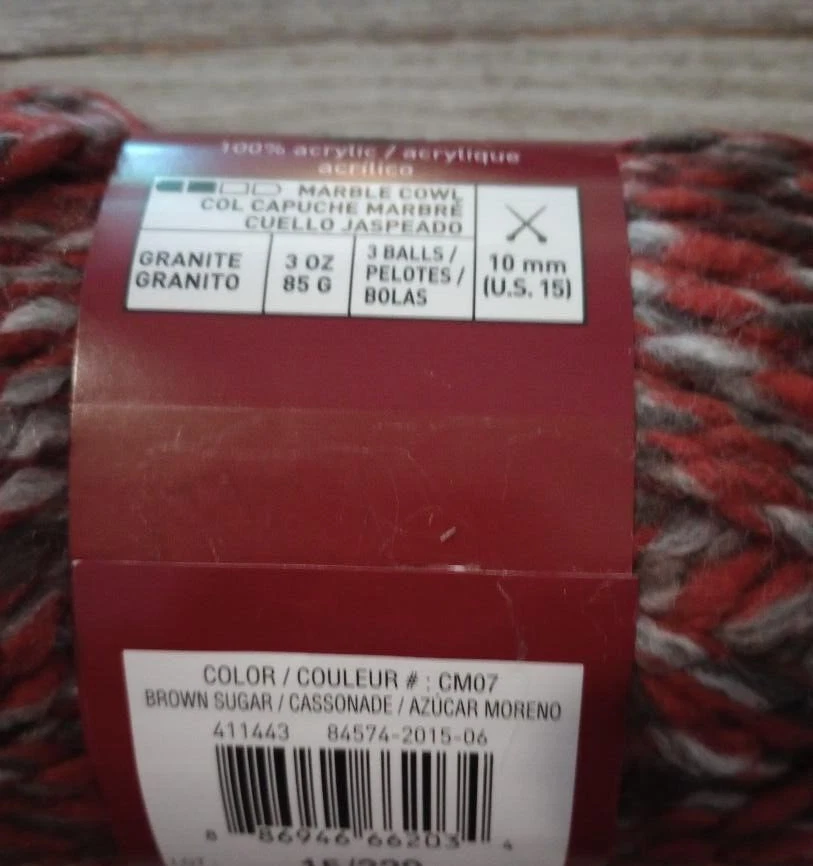 100% acrylic / acrylique
acrílico
MARBLE COWL
COL CAPUCHE MARBRÉ
CUELLO JASPEADO
GRANITE
GRANITO
3 OZ
85 G
3 BALLS /
PELOTES /
BOLAS
10 mm
(U.S. 15)
COLOR / COULEUR # : CM07
BROWN SUGAR / CASSONADE / AZÚCAR MORENO
411443 84574-2015-06
8 86946 66203 4